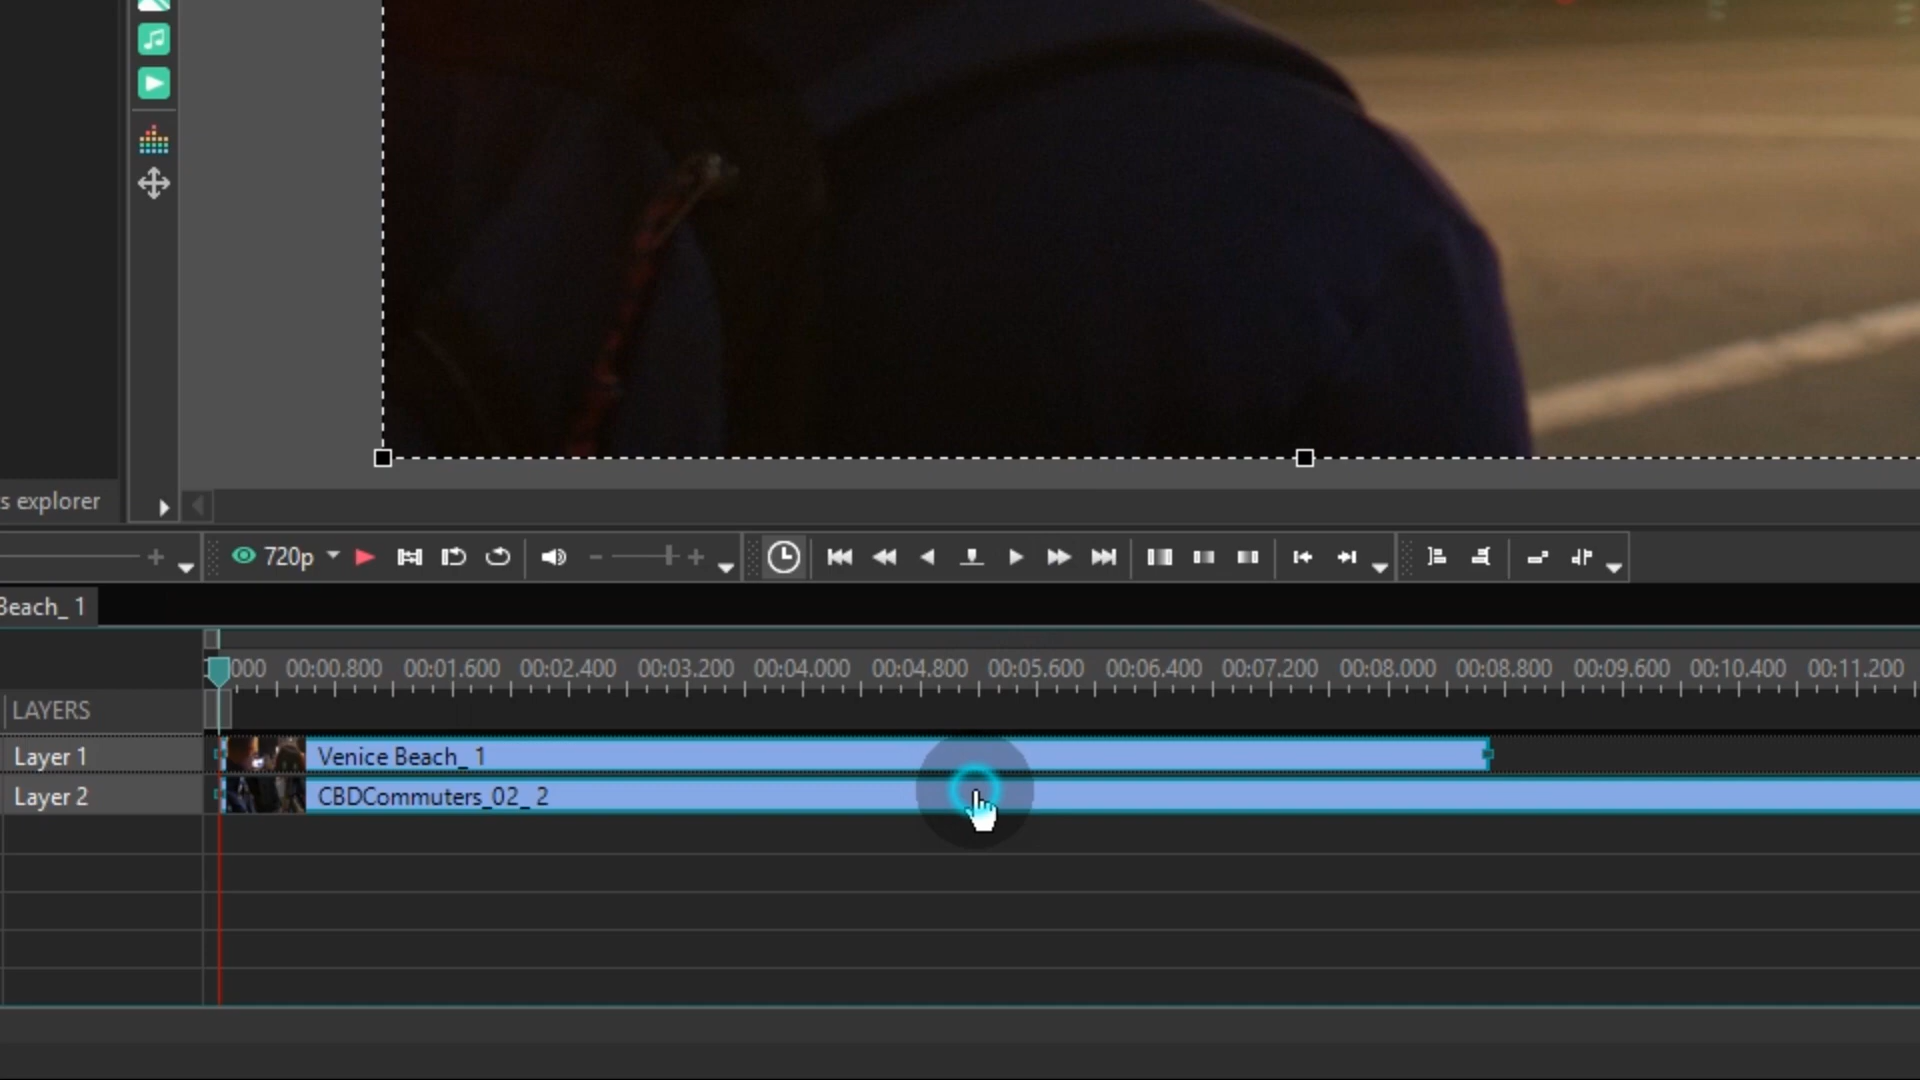 s explorer
720p
Beach_ 1
000 00:00.800 00:01.600 00:02.400 00:03.200 00:04.000 00:04.800 00:05.600 00:06.400 00:07.200 00:08.000 00:08.800 00:09.600 00:10.400 00:11.200
LAYERS
Layer 1 Venice Beach_ 1
Layer 2 CBDCommuters_02_ 2